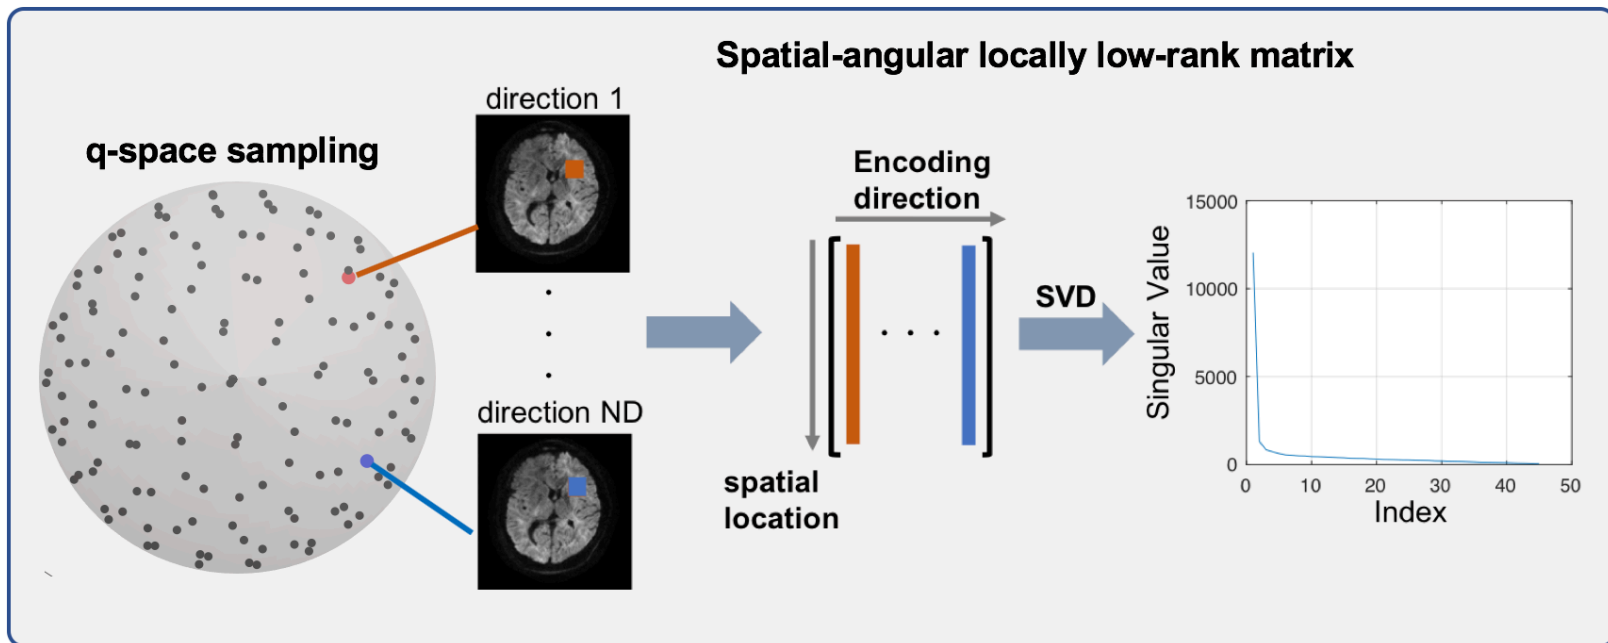 Spatial-angular locally low-rank matrix
q-space sampling
direction 1
direction ND
Encoding
direction
spatial
location
SVD
Singular Value
15000
10000
5000
0
0 10 20 30 40 50
Index